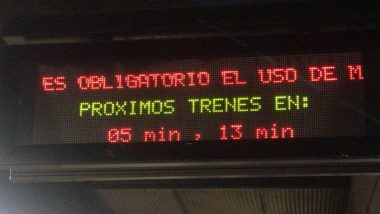 ES OBLIGATORIO EL USO DE M
PROXIMOS TRENES EN:
05 min , 13 min